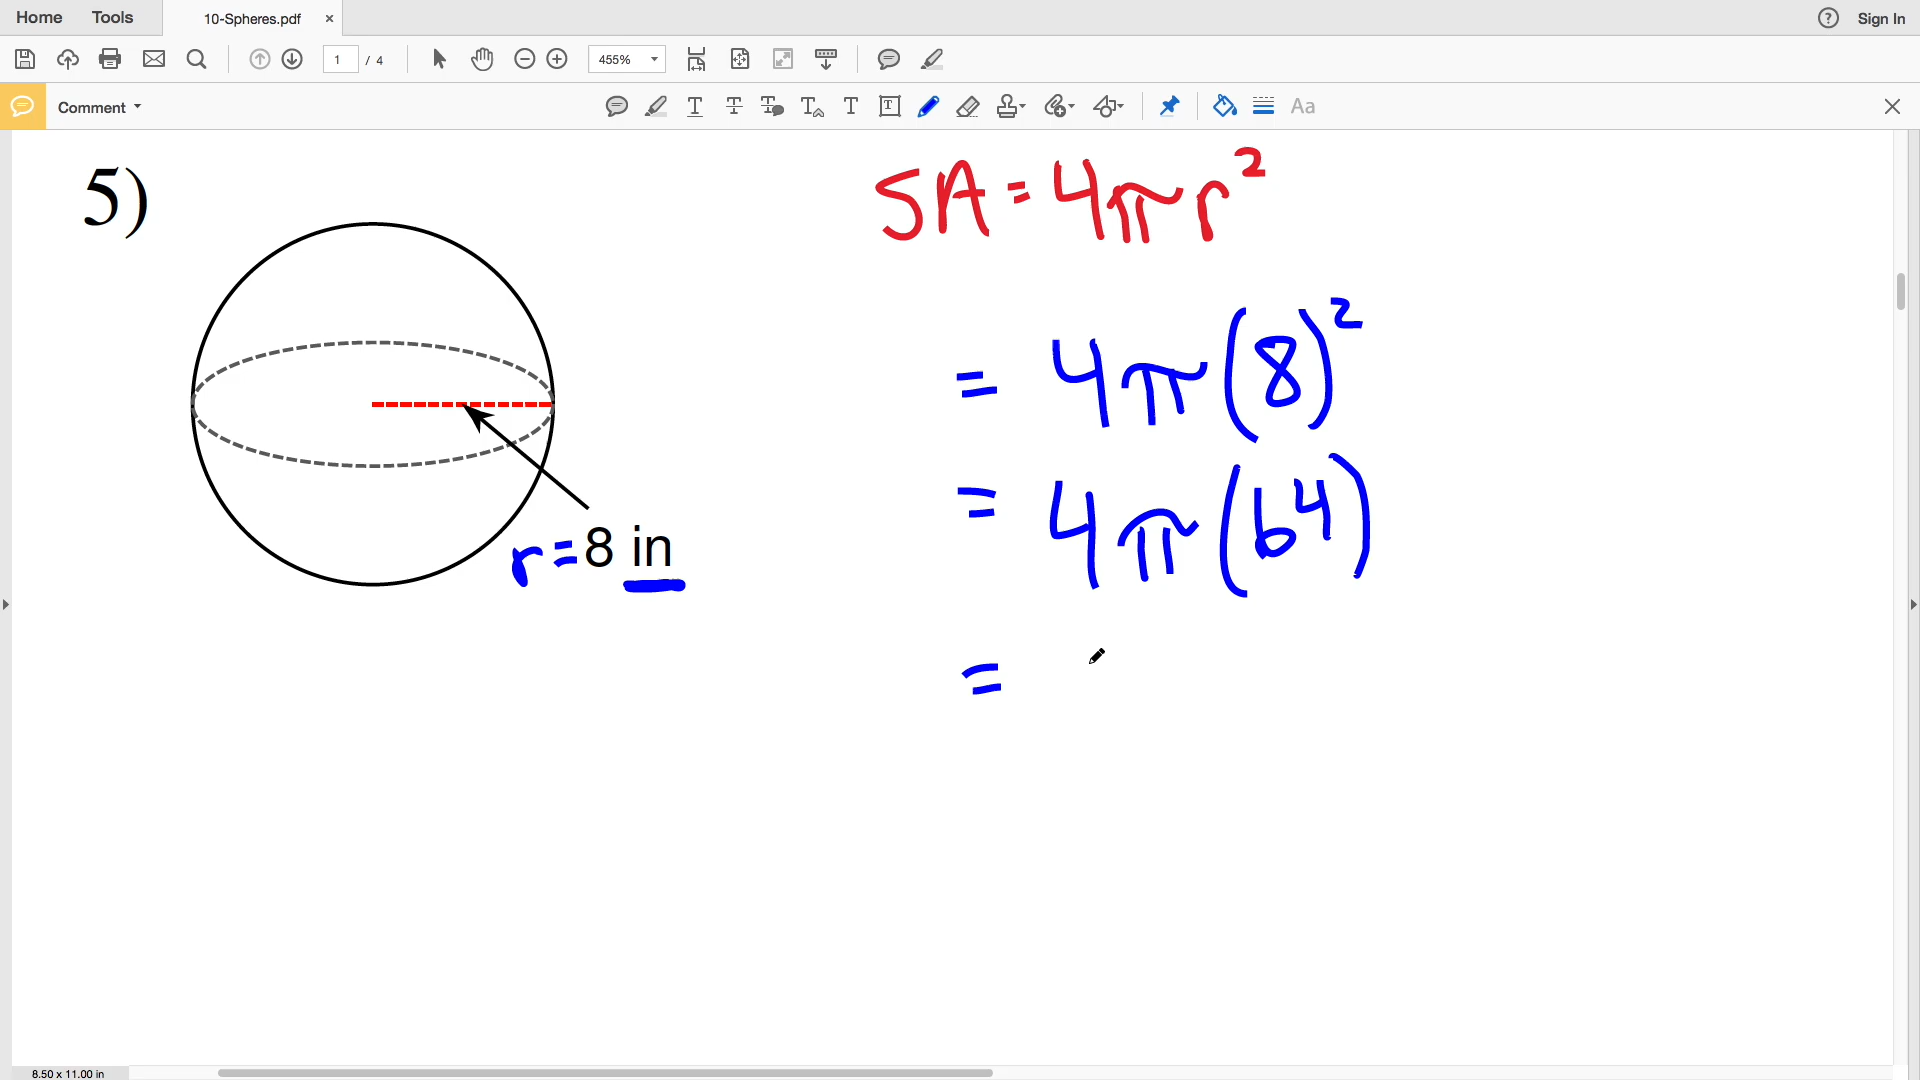 Home Tools 10-Spheres.pdf × ? Sign In
1 / 4 455%
Comment T T T T T T Aa
5)
SA = 4πr²
= 4π(8)²
= 4π(64)
r = 8 in
=
8.50 x 11.00 in